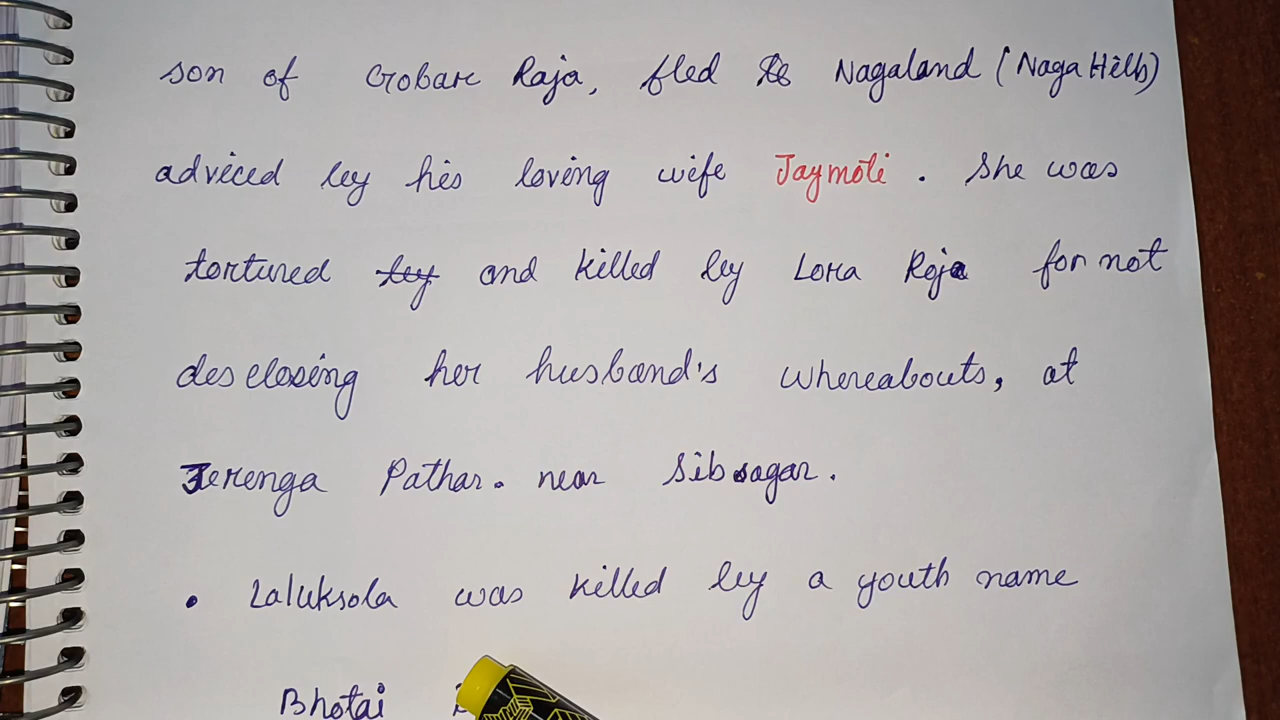 son of Gobar Raja, fled to Nagaland (Naga Hills)
adviced by his loving wife Jaymoti. She was
tortured by and killed by Lora Raja for not
desclosing her husband's whereabouts, at
Jerenga Pathar. near Sibsagar.
• Laluksola was killed by a youth name
Bhotai